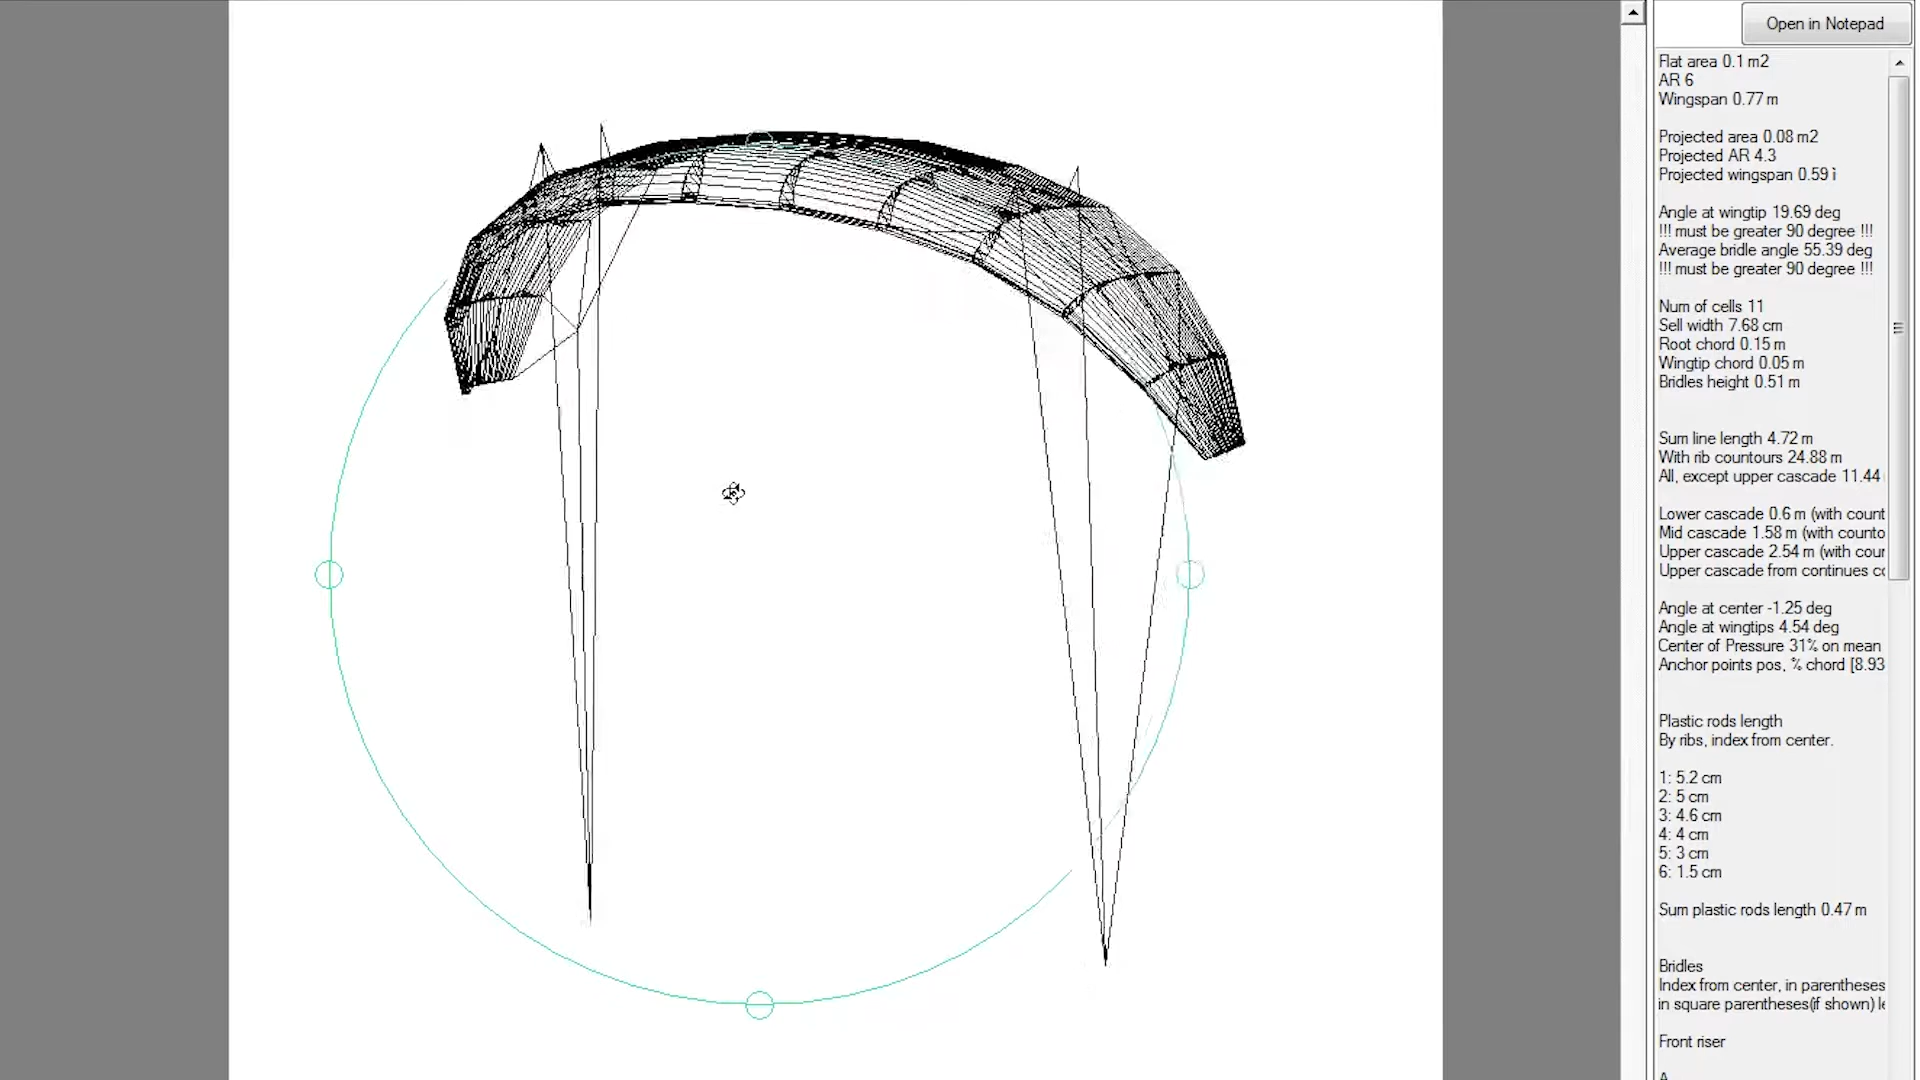 Open in Notepad
Flat area 0.1 m2
AR 6
Wingspan 0.77 m
Projected area 0.08 m2
Projected AR 4.3
Projected wingspan 0.59 ì
Angle at wingtip 19.69 deg
!!! must be greater 90 degree !!!
Average bridle angle 55.39 deg
!!! must be greater 90 degree !!!
Num of cells 11
Sell width 7.68 cm
Root chord 0.15 m
Wingtip chord 0.05 m
Bridles height 0.51 m
Sum line length 4.72 m
With rib countours 24.88 m
All, except upper cascade 11.44
Lower cascade 0.6 m (with count
Mid cascade 1.58 m (with counto
Upper cascade 2.54 m (with cour
Upper cascade from continues co
Angle at center -1.25 deg
Angle at wingtips 4.54 deg
Center of Pressure 31% on mean
Anchor points pos, % chord [8.93
Plastic rods length
By ribs, index from center.
1: 5.2 cm
2: 5 cm
3: 4.6 cm
4: 4 cm
5: 3 cm
6: 1.5 cm
Sum plastic rods length 0.47 m
Bridles
Index from center, in parentheses
in square parentheses(if shown) le
Front riser
A